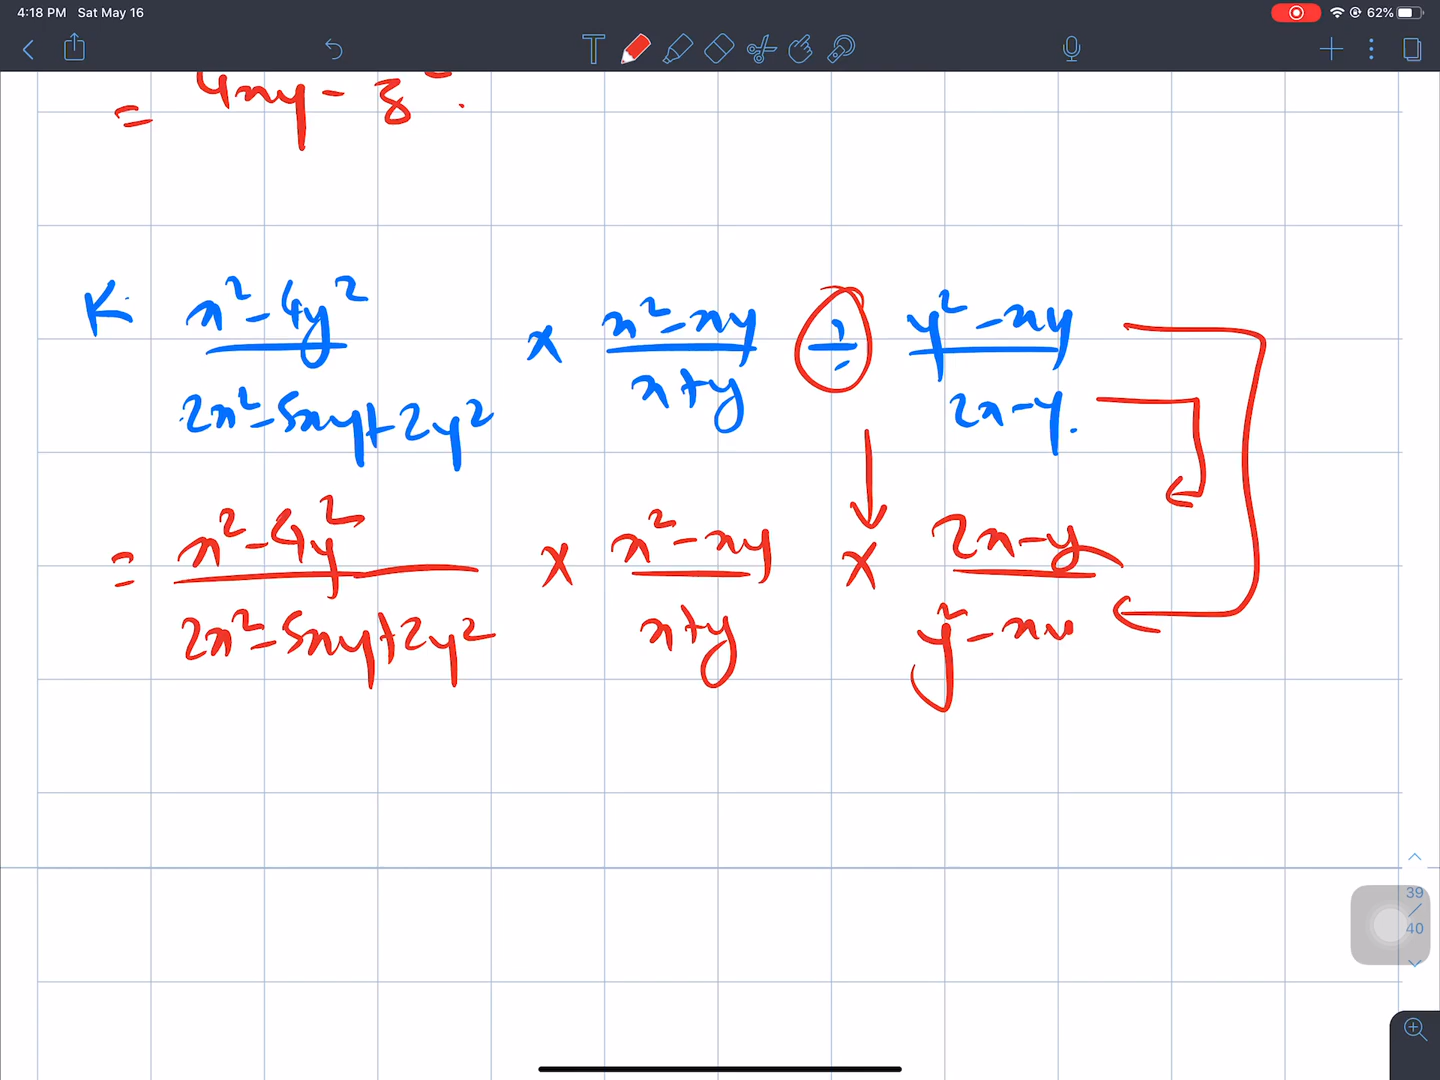 4:18 PM Sat May 16
62%
= 4xy - 8
K. x² - 4y² / 2x² - 5xy + 2y² × x² - xy / x + y ÷ y² - xy / 2x - y.
= x² - 4y² / 2x² - 5xy + 2y² × x² - xy / x + y × 2x - y / y² - xy
39 / 40